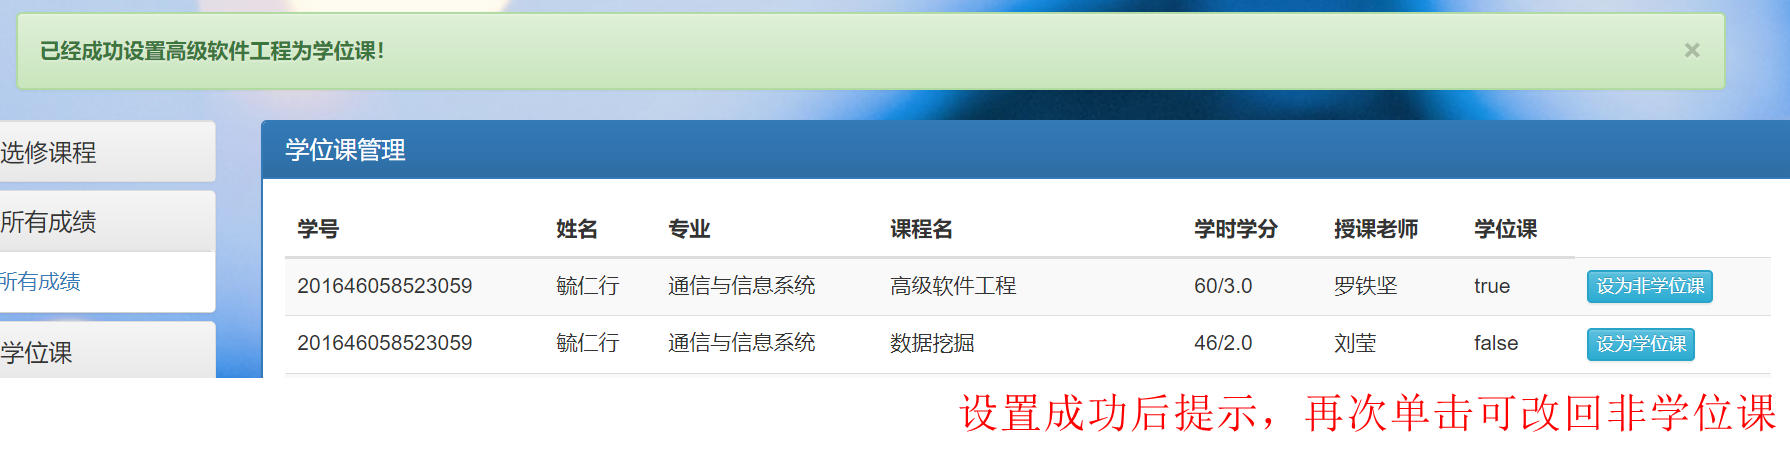 已经成功设置高级软件工程为学位课！ ×
选修课程
所有成绩
所有成绩
学位课
学位课管理
学号 姓名 专业 课程名 学时学分 授课老师 学位课
201646058523059 毓仁行 通信与信息系统 高级软件工程 60/3.0 罗铁坚 true 设为非学位课
201646058523059 毓仁行 通信与信息系统 数据挖掘 46/2.0 刘莹 false 设为学位课
设置成功后提示，再次单击可改回非学位课